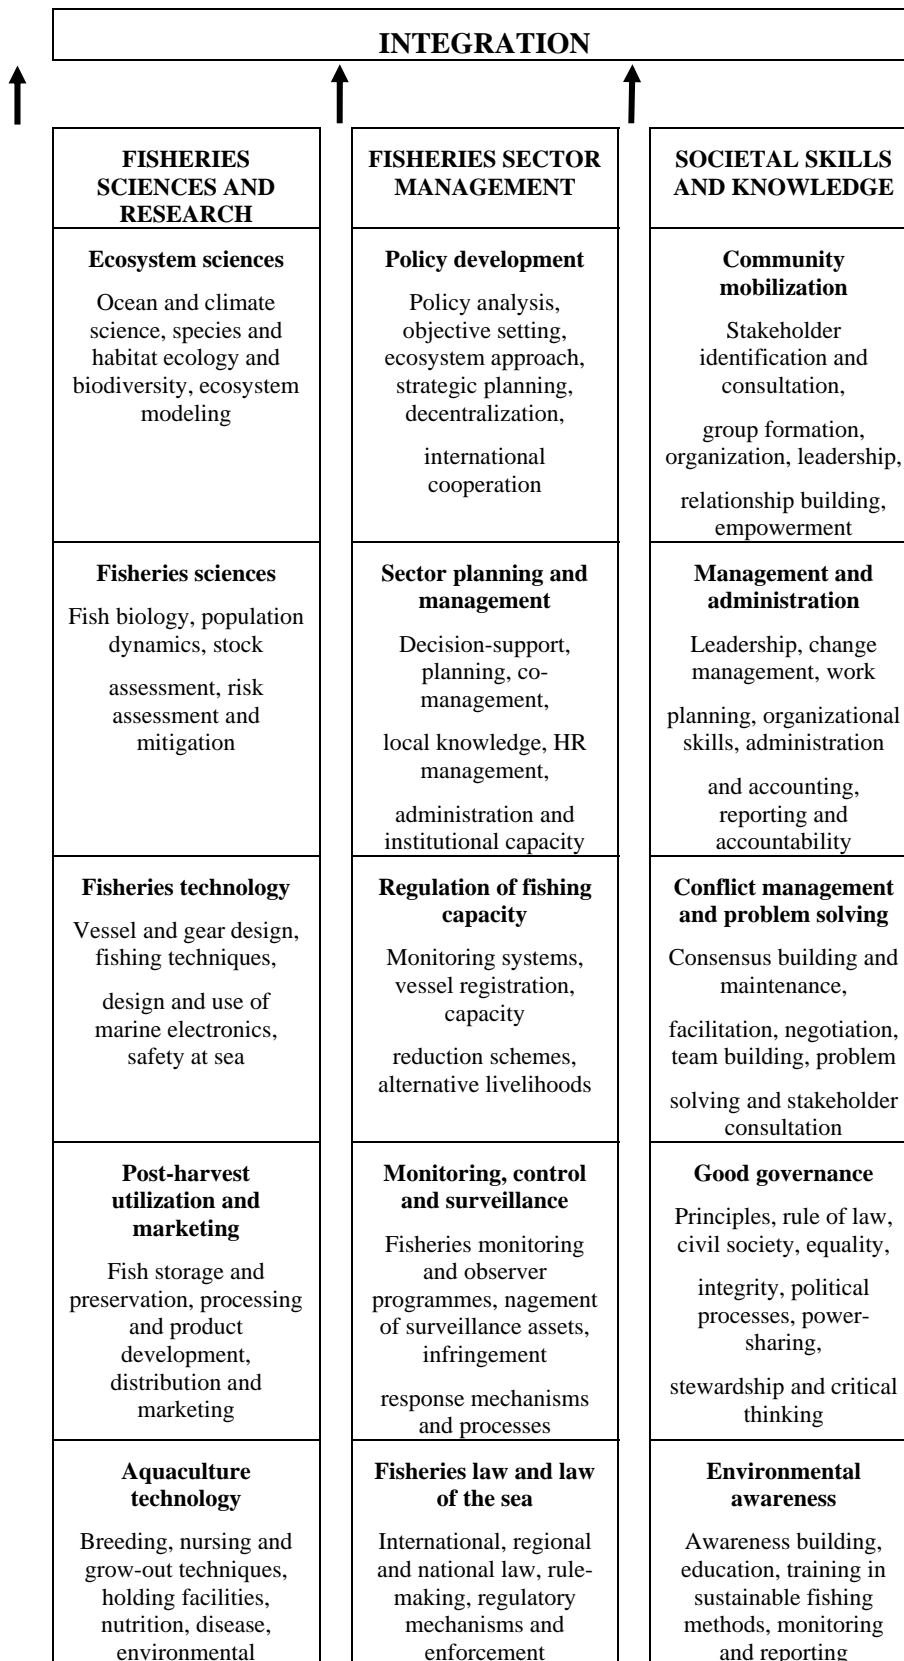 INTEGRATION
FISHERIES
SCIENCES AND
RESEARCH
Ecosystem sciences
Ocean and climate
science, species and
habitat ecology and
biodiversity, ecosystem
modeling
Fisheries sciences
Fish biology, population
dynamics, stock
assessment, risk
assessment and
mitigation
Fisheries technology
Vessel and gear design,
fishing techniques,
design and use of
marine electronics,
safety at sea
Post-harvest
utilization and
marketing
Fish storage and
preservation, processing
and product
development,
distribution and
marketing
Aquaculture
technology
Breeding, nursing and
grow-out techniques,
holding facilities,
nutrition, disease,
environmental
FISHERIES SECTOR
MANAGEMENT
Policy development
Policy analysis,
objective setting,
ecosystem approach,
strategic planning,
decentralization,
international
cooperation
Sector planning and
management
Decision-support,
planning, co-
management,
local knowledge, HR
management,
administration and
institutional capacity
Regulation of fishing
capacity
Monitoring systems,
vessel registration,
capacity
reduction schemes,
alternative livelihoods
Monitoring, control
and surveillance
Fisheries monitoring
and observer
programmes, nagement
of surveillance assets,
infringement
response mechanisms
and processes
Fisheries law and law
of the sea
International, regional
and national law, rule-
making, regulatory
mechanisms and
enforcement
SOCIETAL SKILLS
AND KNOWLEDGE
Community
mobilization
Stakeholder
identification and
consultation,
group formation,
organization, leadership,
relationship building,
empowerment
Management and
administration
Leadership, change
management, work
planning, organizational
skills, administration
and accounting,
reporting and
accountability
Conflict management
and problem solving
Consensus building and
maintenance,
facilitation, negotiation,
team building, problem
solving and stakeholder
consultation
Good governance
Principles, rule of law,
civil society, equality,
integrity, political
processes, power-
sharing,
stewardship and critical
thinking
Environmental
awareness
Awareness building,
education, training in
sustainable fishing
methods, monitoring
and reporting